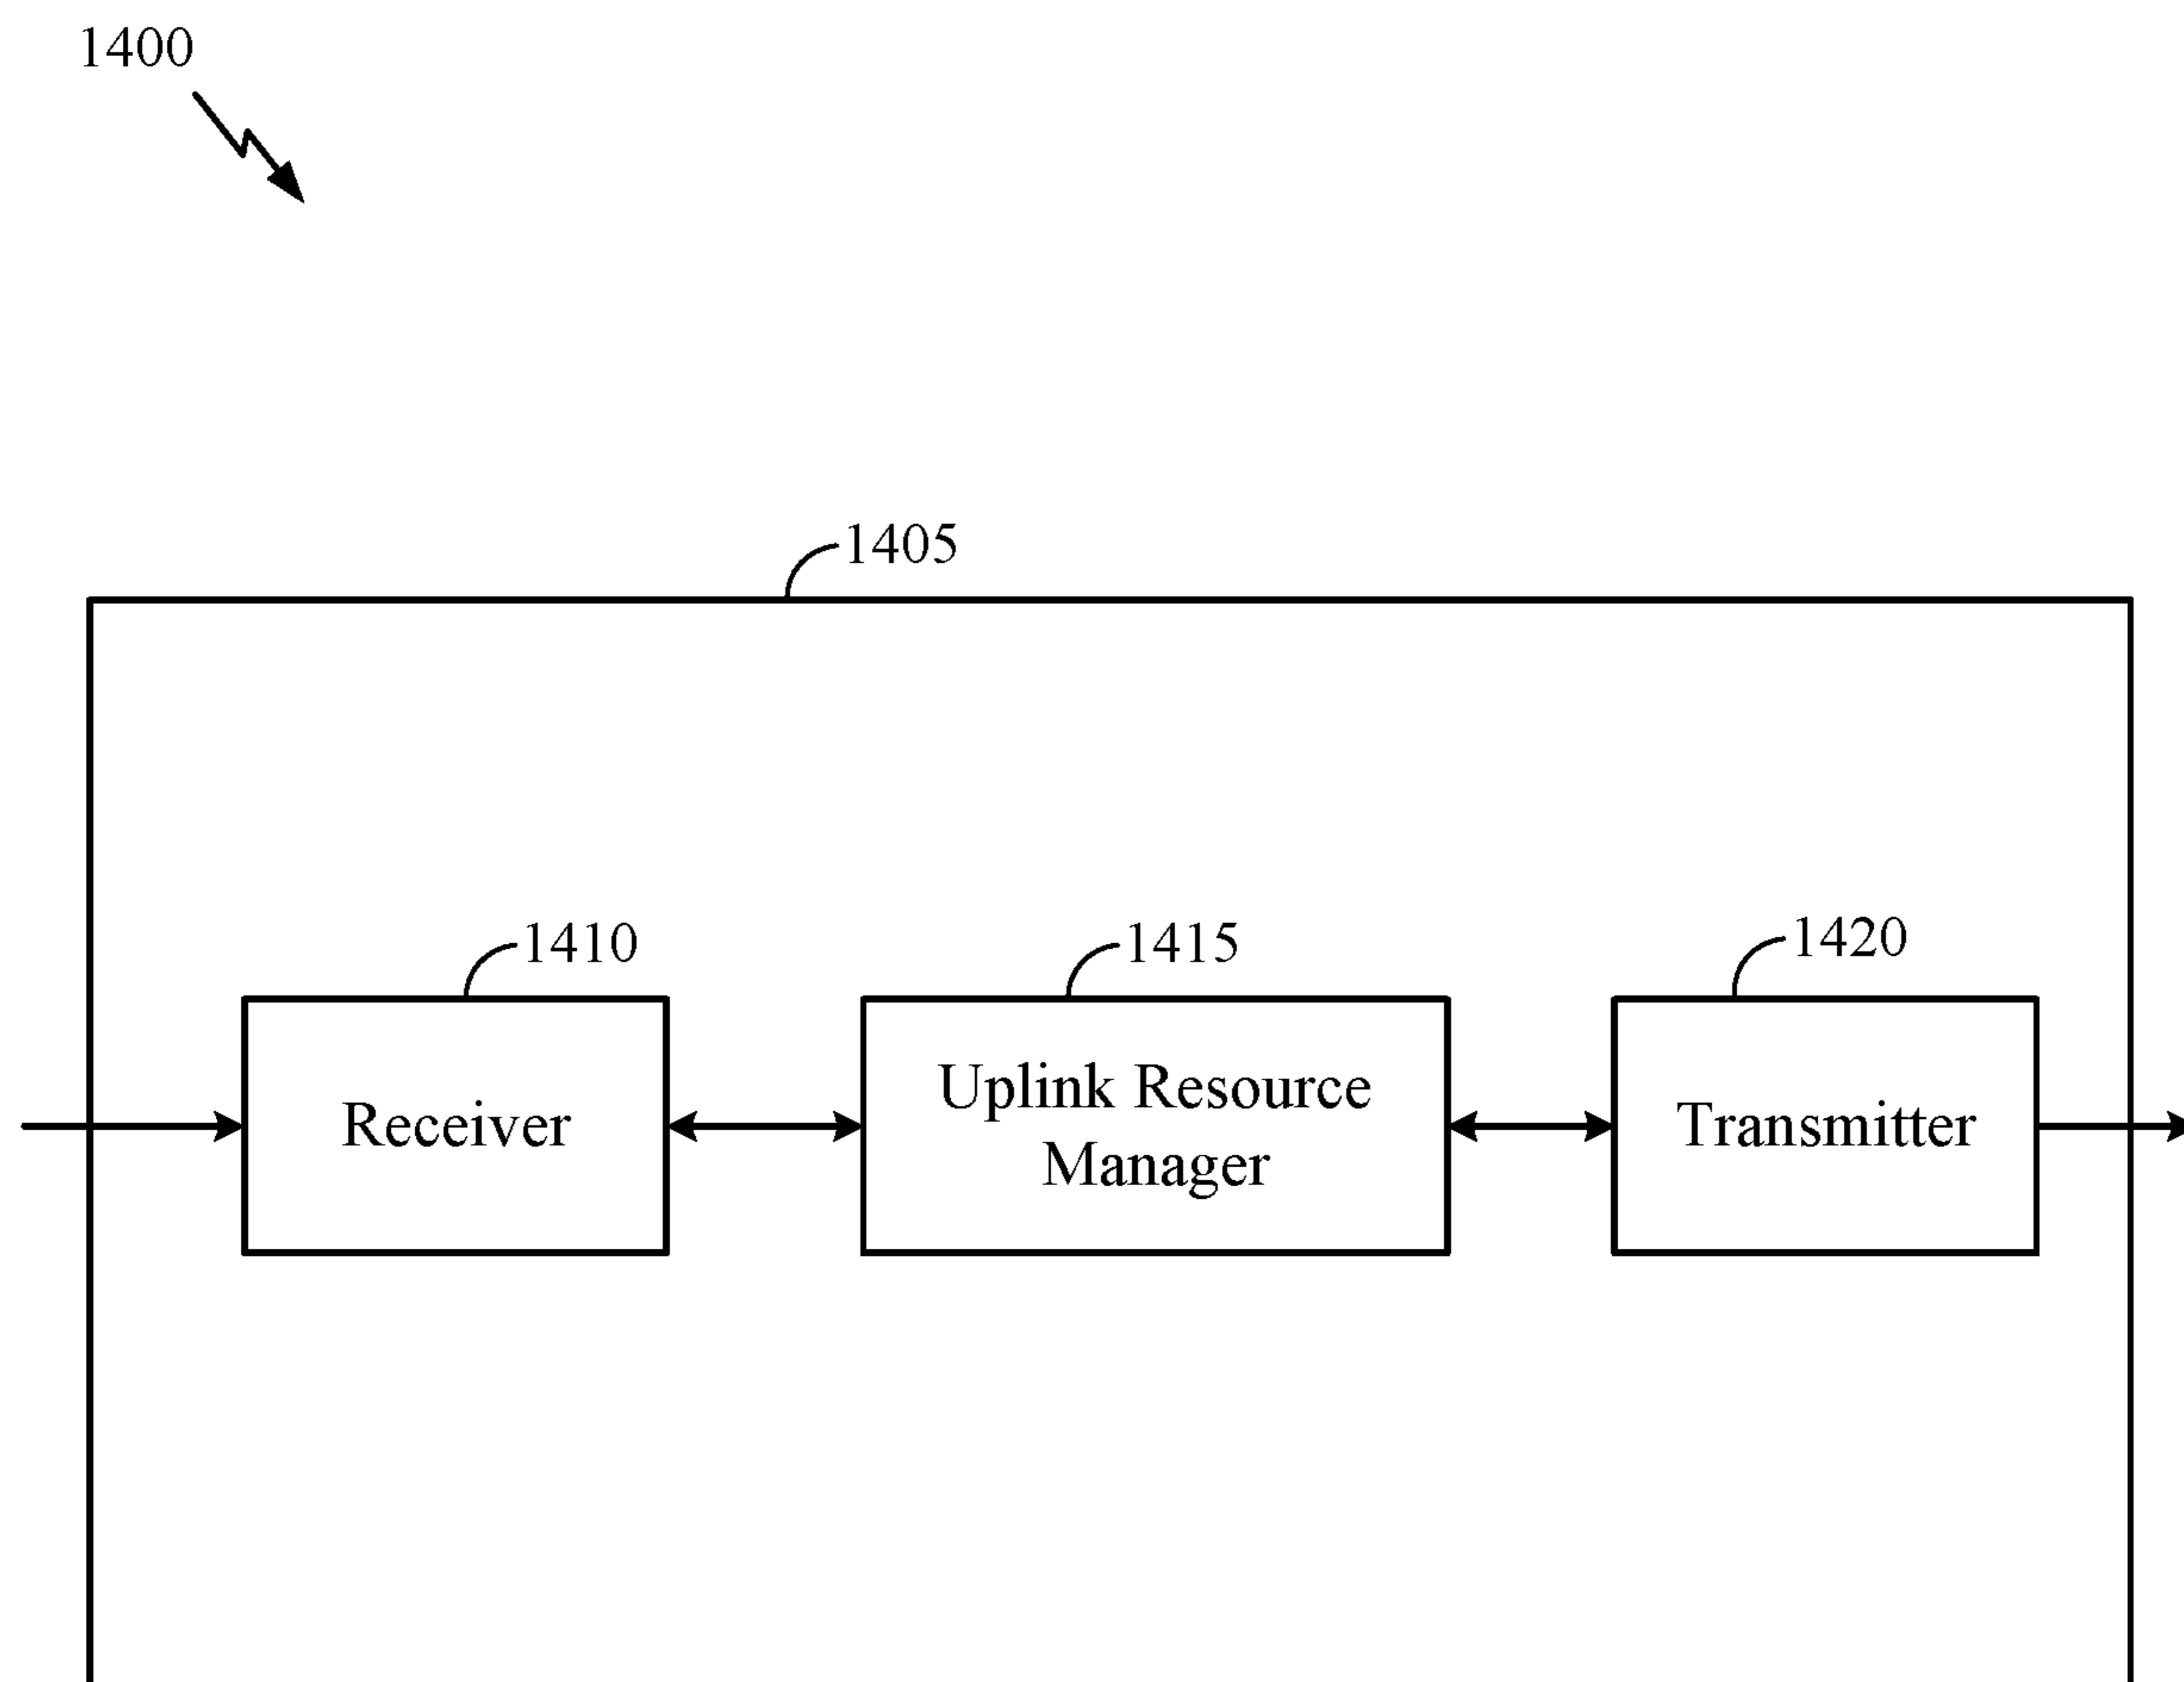 1400
1405
1410
1415
1420
Receiver
Uplink Resource
Manager
Transmitter